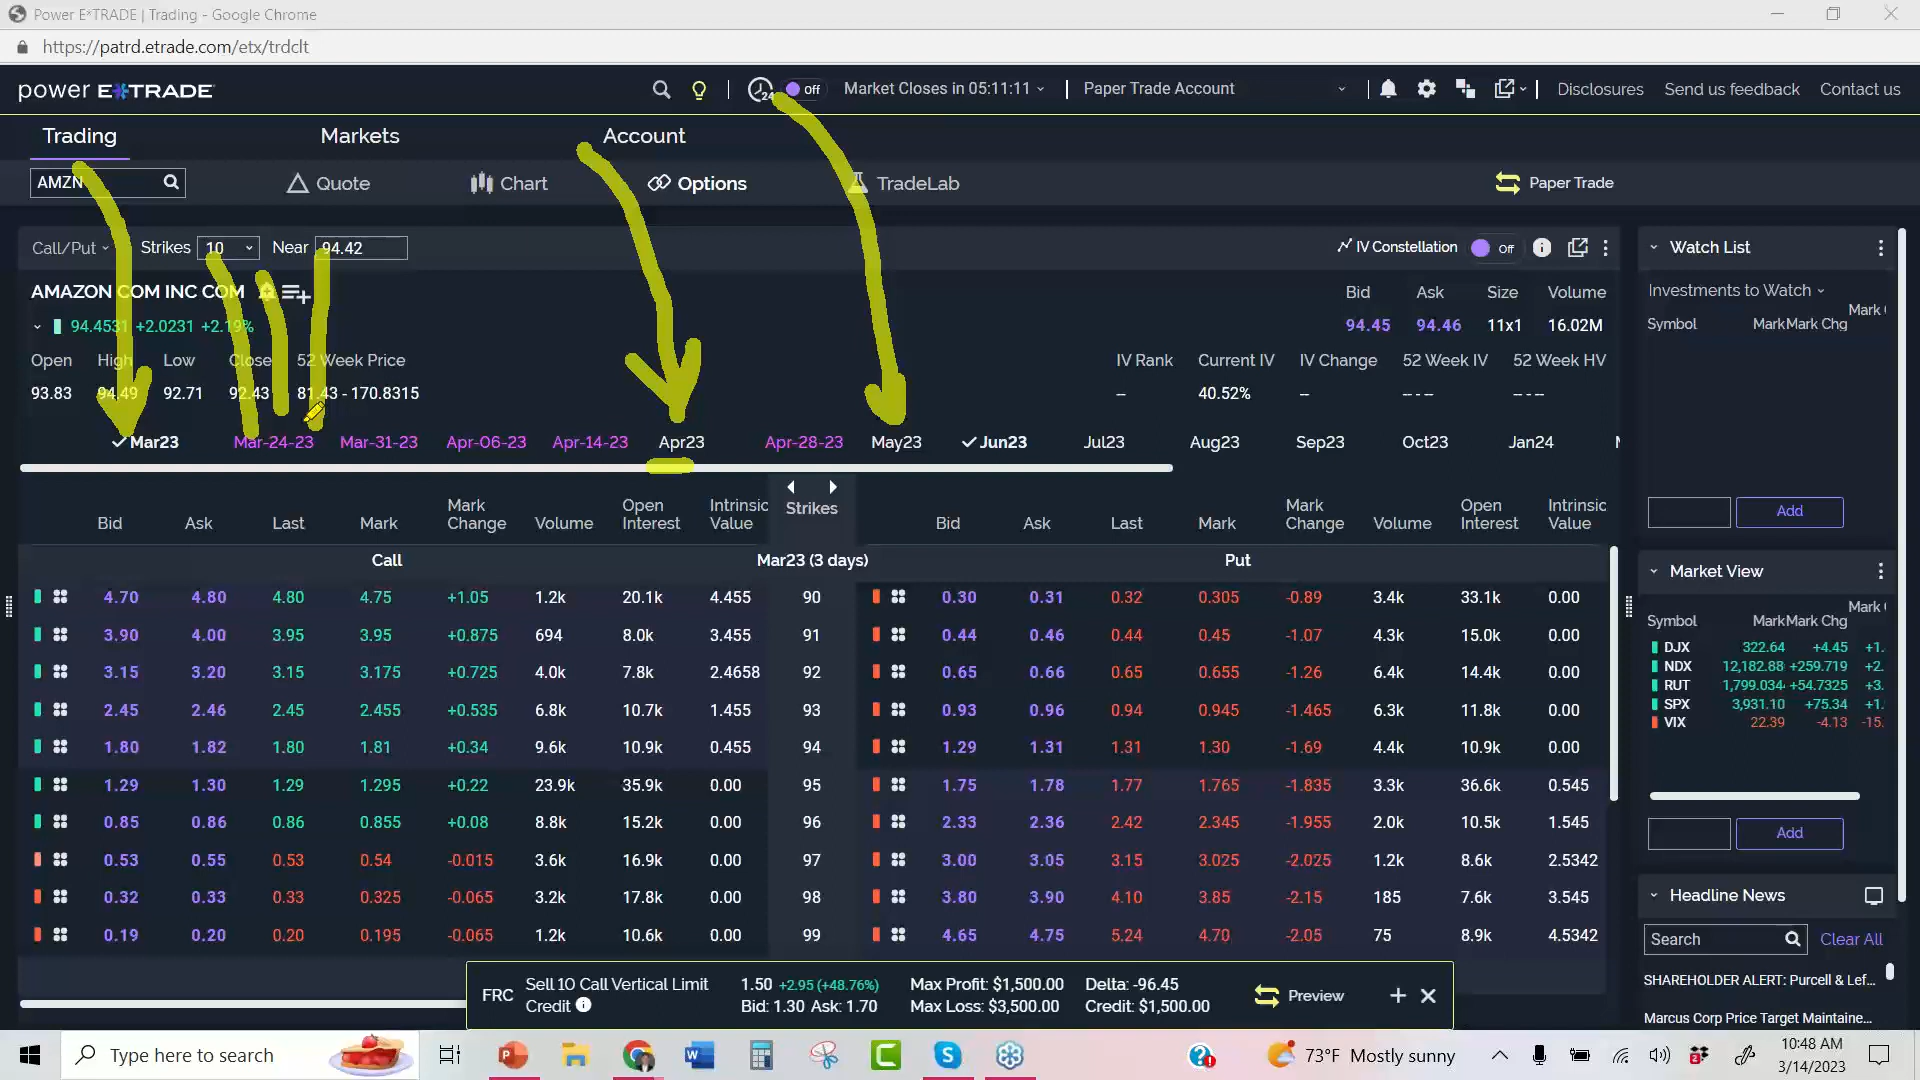 Power E*TRADE | Trading - Google Chrome
https://patrd.etrade.com/etx/trdclt
power E*TRADE
24 Off Market Closes in 05:11:11 Paper Trade Account Disclosures Send us feedback Contact us
Trading Markets Account
AMZN Quote Chart Options TradeLab Paper Trade
Call/Put Strikes 10 Near 94.42 IV Constellation Off
AMAZON COM INC COM Bid Ask Size Volume
94.4531 +2.0231 +2.19% 94.45 94.46 11x1 16.02M
Open High Low Close 52 Week Price IV Rank Current IV IV Change 52 Week IV 52 Week HV
93.83 94.49 92.71 92.43 81.43 - 170.8315 -- 40.52% -- -- -- -- --
Mar23 Mar-24-23 Mar-31-23 Apr-06-23 Apr-14-23 Apr23 Apr-28-23 May23 Jun23 Jul23 Aug23 Sep23 Oct23 Jan24
Bid Ask Last Mark Mark Change Volume Open Interest Intrinsic Value Strikes Bid Ask Last Mark Mark Change Volume Open Interest Intrinsic Value
Call Mar23 (3 days) Put
4.70 4.80 4.80 4.75 +1.05 1.2k 20.1k 4.455 90 0.30 0.31 0.32 0.305 -0.89 3.4k 33.1k 0.00
3.90 4.00 3.95 3.95 +0.875 694 8.0k 3.455 91 0.44 0.46 0.44 0.45 -1.07 4.3k 15.0k 0.00
3.15 3.20 3.15 3.175 +0.725 4.0k 7.8k 2.4658 92 0.65 0.66 0.65 0.655 -1.26 6.4k 14.4k 0.00
2.45 2.46 2.45 2.455 +0.535 6.8k 10.7k 1.455 93 0.93 0.96 0.94 0.945 -1.465 6.3k 11.8k 0.00
1.80 1.82 1.80 1.81 +0.34 9.6k 10.9k 0.455 94 1.29 1.31 1.31 1.30 -1.69 4.4k 10.9k 0.00
1.29 1.30 1.29 1.295 +0.22 23.9k 35.9k 0.00 95 1.75 1.78 1.77 1.765 -1.835 3.3k 36.6k 0.545
0.85 0.86 0.86 0.855 +0.08 8.8k 15.2k 0.00 96 2.33 2.36 2.42 2.345 -1.955 2.0k 10.5k 1.545
0.53 0.55 0.53 0.54 -0.015 3.6k 16.9k 0.00 97 3.00 3.05 3.15 3.025 -2.025 1.2k 8.6k 2.5342
0.32 0.33 0.33 0.325 -0.065 3.2k 17.8k 0.00 98 3.80 3.90 4.10 3.85 -2.15 185 7.6k 3.545
0.19 0.20 0.20 0.195 -0.065 1.2k 10.6k 0.00 99 4.65 4.75 5.24 4.70 -2.05 75 8.9k 4.5342
FRC Sell 10 Call Vertical Limit Credit 1.50 +2.95 (+48.76%) Bid: 1.30 Ask: 1.70 Max Profit: $1,500.00 Max Loss: $3,500.00 Delta: -96.45 Credit: $1,500.00 Preview
Watch List
Investments to Watch
Symbol Mark Mark Chg Mark
Add
Market View
Symbol Mark Mark Chg Mark
DJX 322.64 +4.45 +1.
NDX 12,182.88 +259.719 +2.
RUT 1,799.034 +54.7325 +3.
SPX 3,931.10 +75.34 +1.
VIX 22.39 -4.13 -15.
Add
Headline News
Search Clear All
SHAREHOLDER ALERT: Purcell & Lef...
Marcus Corp Price Target Maintaine...
Type here to search 73°F Mostly sunny 10:48 AM
3/14/2023